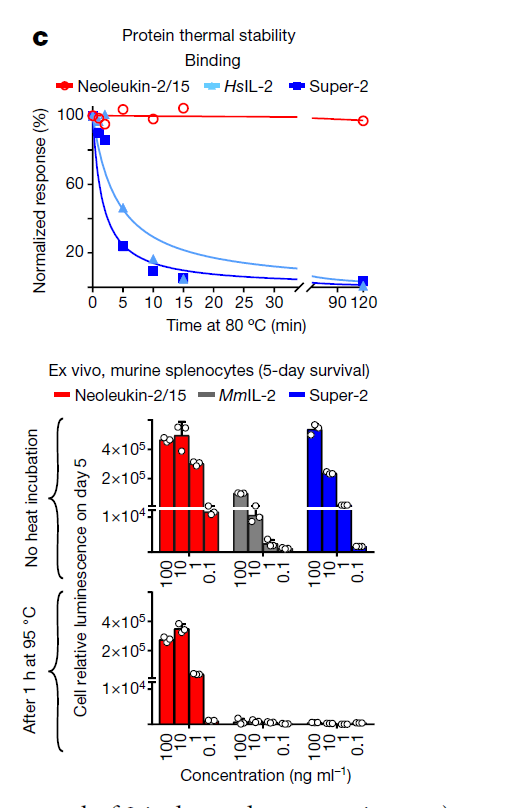 c
Protein thermal stability
Binding
Neoleukin-2/15 HsIL-2 Super-2
Normalized response (%)
100
60
20
0 5 10 15 20 25 30 90 120
Time at 80 ºC (min)
Ex vivo, murine splenocytes (5-day survival)
Neoleukin-2/15 MmIL-2 Super-2
No heat incubation
Cell relative luminescence on day 5
4×10⁵
2×10⁵
1×10⁴
100 10 1 0.1 100 10 1 0.1 100 10 1 0.1
After 1 h at 95 °C
4×10⁵
2×10⁵
1×10⁴
100 10 1 0.1 100 10 1 0.1 100 10 1 0.1
Concentration (ng ml⁻¹)